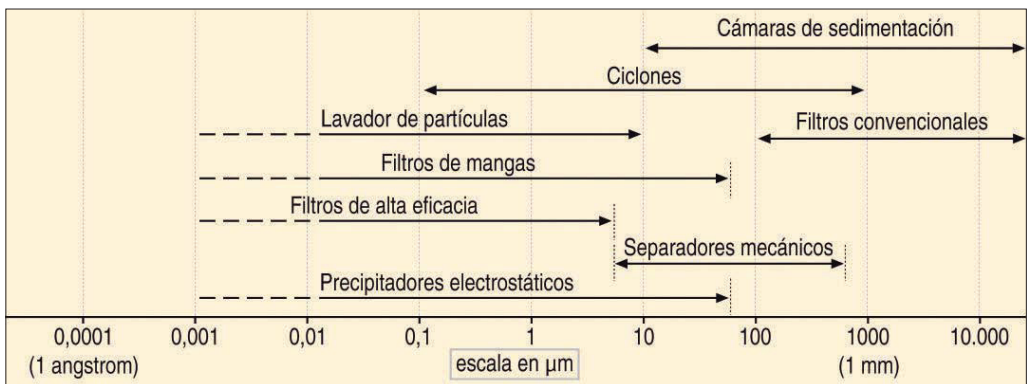 Cámaras de sedimentación
Ciclones
Lavador de partículas
Filtros convencionales
Filtros de mangas
Filtros de alta eficacia
Separadores mecánicos
Precipitadores electrostáticos
0,0001 0,001 0,01 0,1 1 10 100 1000 10.000
(1 angstrom) escala en µm (1 mm)